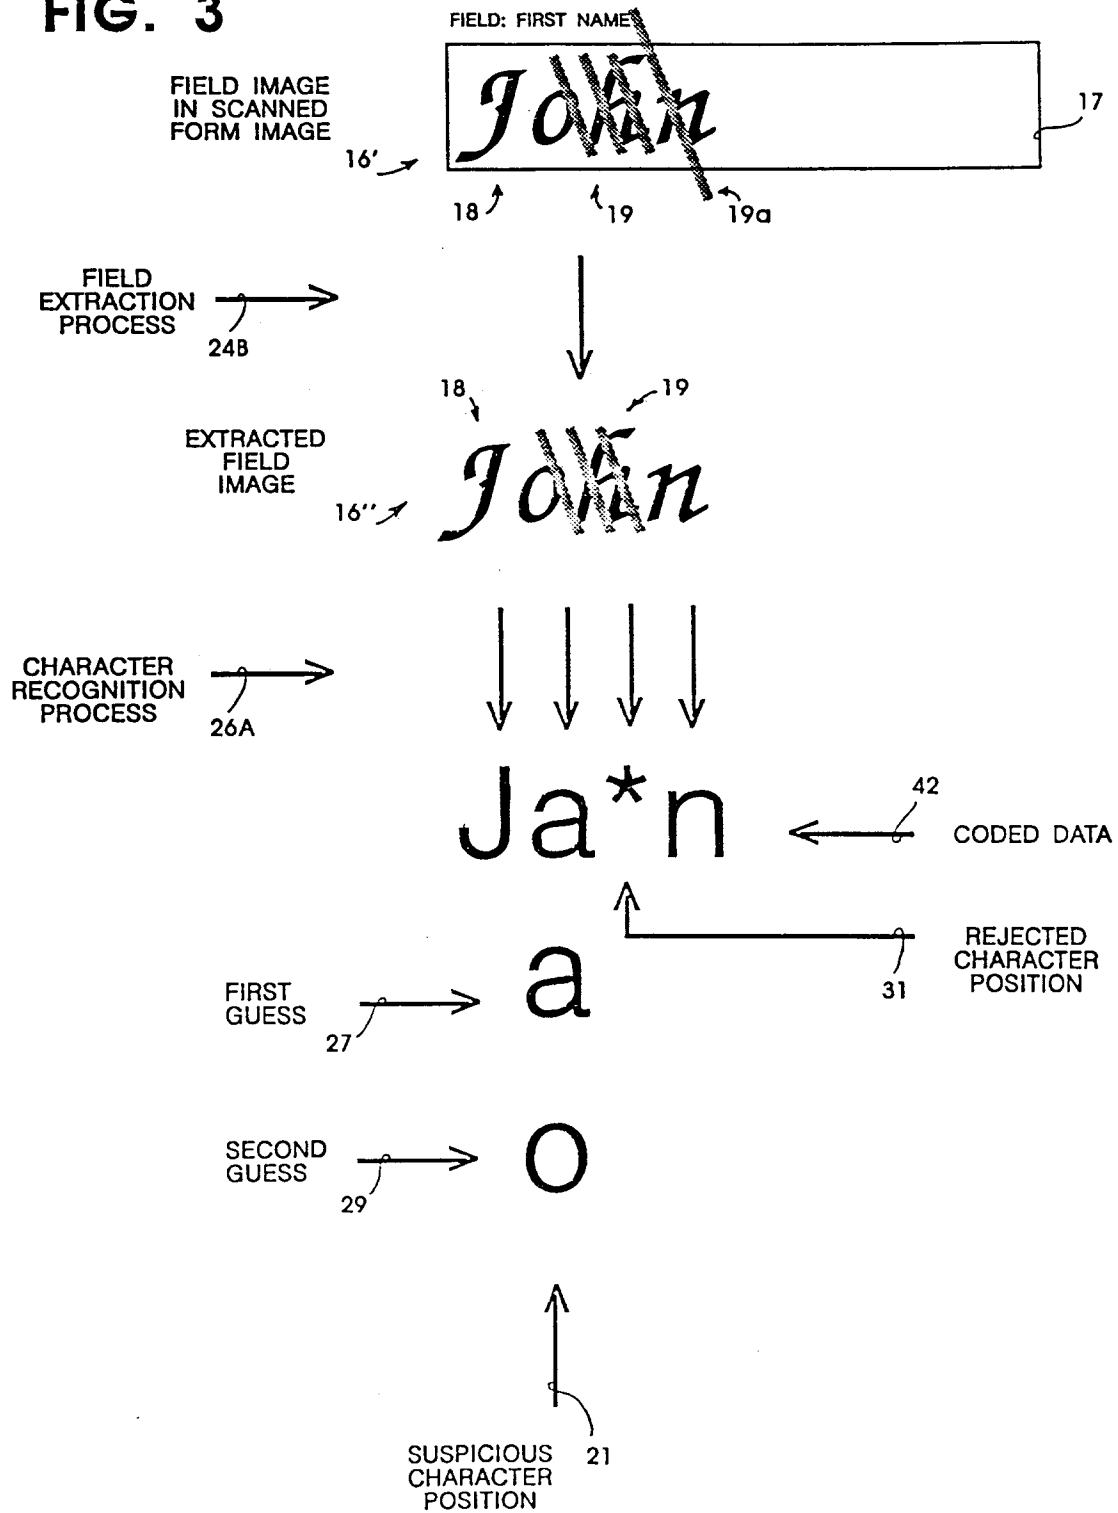 FIG. 3
FIELD: FIRST NAME
FIELD IMAGE
IN SCANNED
FORM IMAGE
John
17
16'
18
19
19a
FIELD
EXTRACTION
PROCESS
24B
18
19
EXTRACTED
FIELD
IMAGE
John
16''
CHARACTER
RECOGNITION
PROCESS
26A
Ja*n
42
CODED DATA
REJECTED
CHARACTER
POSITION
31
a
FIRST
GUESS
27
o
SECOND
GUESS
29
21
SUSPICIOUS
CHARACTER
POSITION